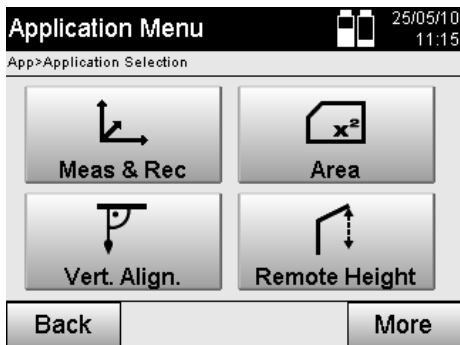 Application Menu
25/05/10
11:15
App>Application Selection
Meas & Rec
x²
Area
Vert. Align.
Remote Height
Back
More